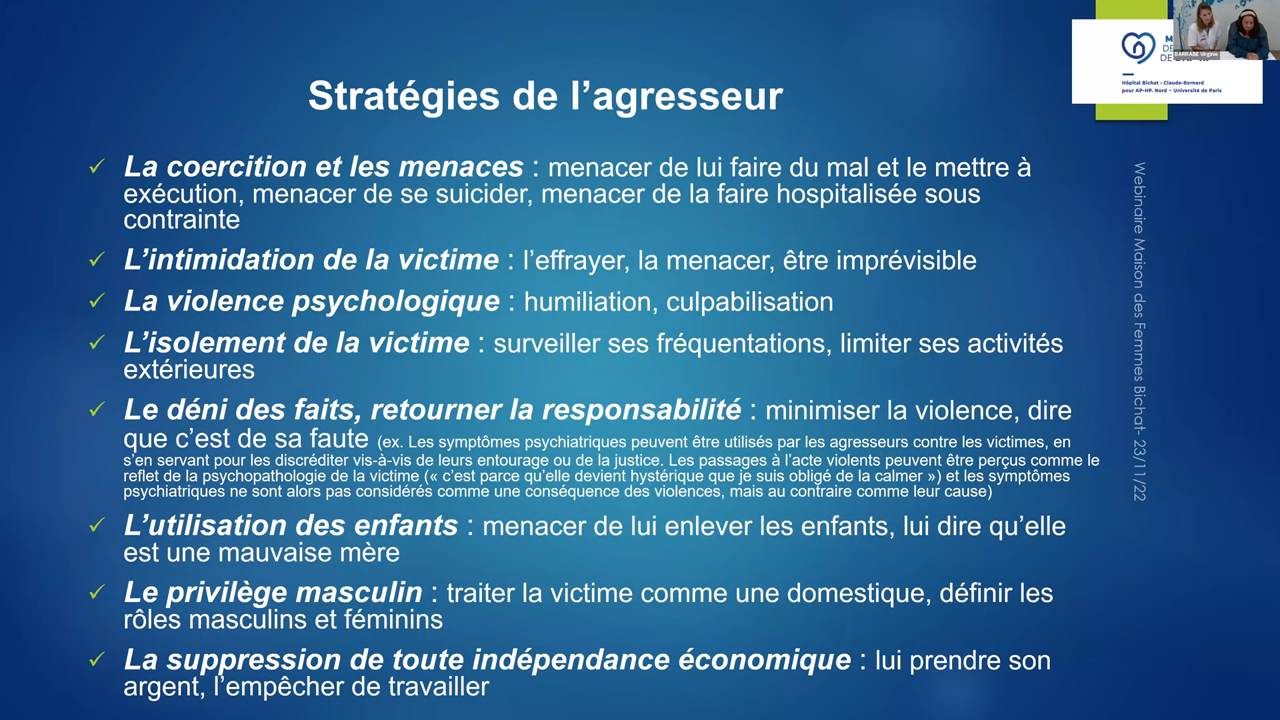 Stratégies de l’agresseur
✓ La coercition et les menaces : menacer de lui faire du mal et le mettre à
exécution, menacer de se suicider, menacer de la faire hospitalisée sous
contrainte
✓ L’intimidation de la victime : l’effrayer, la menacer, être imprévisible
✓ La violence psychologique : humiliation, culpabilisation
✓ L’isolement de la victime : surveiller ses fréquentations, limiter ses activités
extérieures
✓ Le déni des faits, retourner la responsabilité : minimiser la violence, dire
que c’est de sa faute (ex. Les symptômes psychiatriques peuvent être utilisés par les agresseurs contre les victimes, en
s’en servant pour les discréditer vis-à-vis de leurs entourage ou de la justice. Les passages à l’acte violents peuvent être perçus comme le
reflet de la psychopathologie de la victime (« c’est parce qu’elle devient hystérique que je suis obligé de la calmer ») et les symptômes
psychiatriques ne sont alors pas considérés comme une conséquence des violences, mais au contraire comme leur cause)
✓ L’utilisation des enfants : menacer de lui enlever les enfants, lui dire qu’elle
est une mauvaise mère
✓ Le privilège masculin : traiter la victime comme une domestique, définir les
rôles masculins et féminins
✓ La suppression de toute indépendance économique : lui prendre son
argent, l’empêcher de travailler
Hôpital Bichat - Claude-Bernard
pour AP-HP. Nord – Université de Paris
BARRABE Virginie
Webinaire Maison des Femmes Bichat- 23/11/22